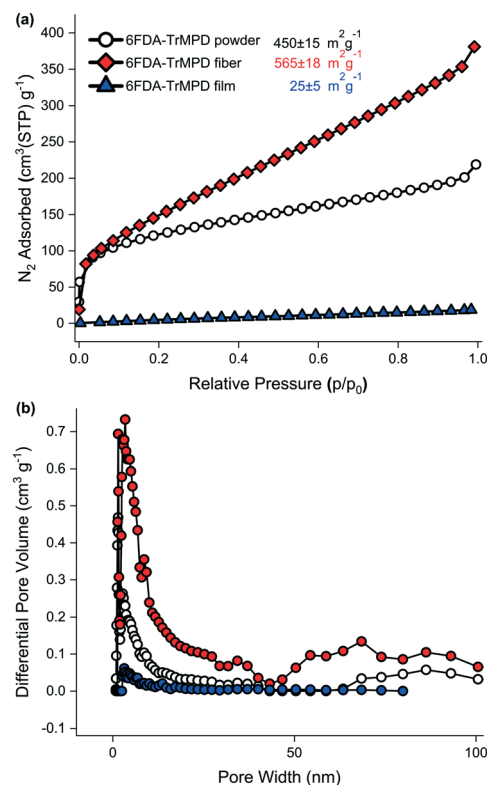 (a)
6FDA-TrMPD powder 450±15 m²g⁻¹
6FDA-TrMPD fiber 565±18 m²g⁻¹
6FDA-TrMPD film 25±5 m²g⁻¹
N₂ Adsorbed (cm³(STP) g⁻¹)
400
350
300
250
200
150
100
50
0
0.0 0.2 0.4 0.6 0.8 1.0
Relative Pressure (p/p₀)
(b)
Differential Pore Volume (cm³ g⁻¹)
0.7
0.6
0.5
0.4
0.3
0.2
0.1
0.0
-0.1
0 50 100
Pore Width (nm)